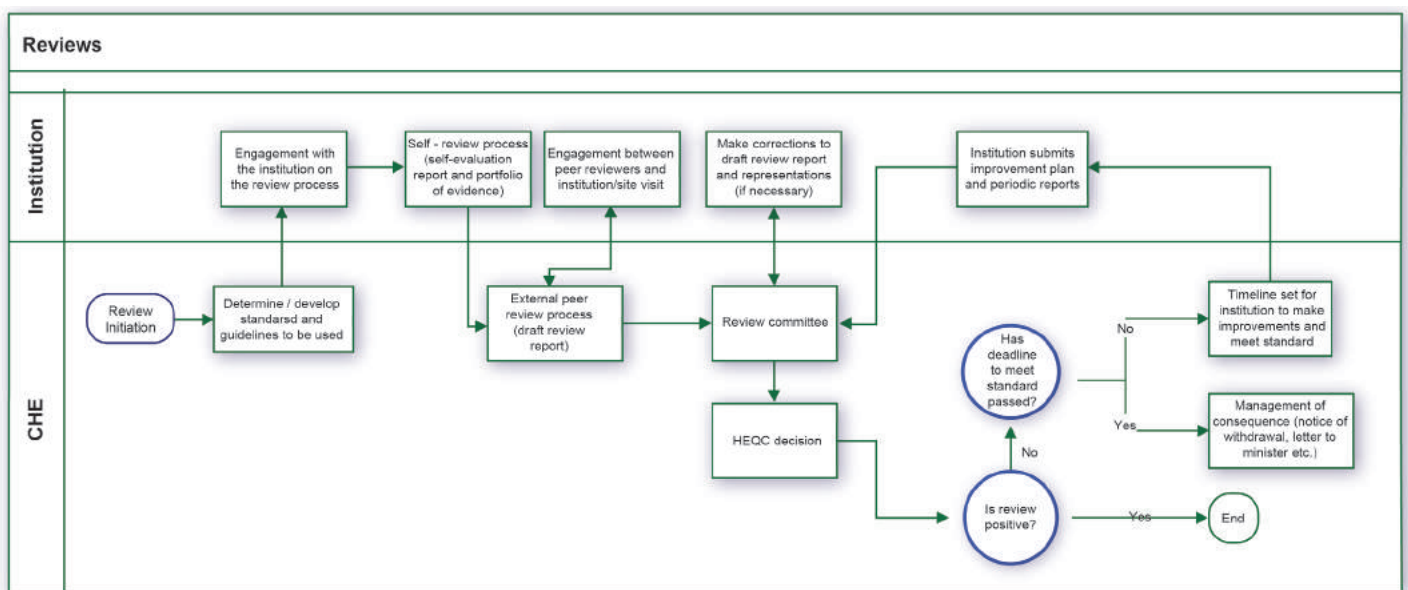 Reviews
Institution
Engagement with
the institution on
the review process
Self - review process
(self-evaluation
report and portfolio
of evidence)
Engagement between
peer reviewers and
institution/site visit
Make corrections to
draft review report
and representations
(if necessary)
Institution submits
improvement plan
and periodic reports
CHE
Review
Initiation
Determine / develop
standarsd and
guidelines to be used
External peer
review process
(draft review
report)
Review committee
HEQC decision
Has
deadline
to meet
standard
passed?
No
Timeline set for
institution to make
improvements and
meet standard
Yes
Management of
consequence (notice of
withdrawal, letter to
minister etc.)
No
Is review
positive?
Yes
End